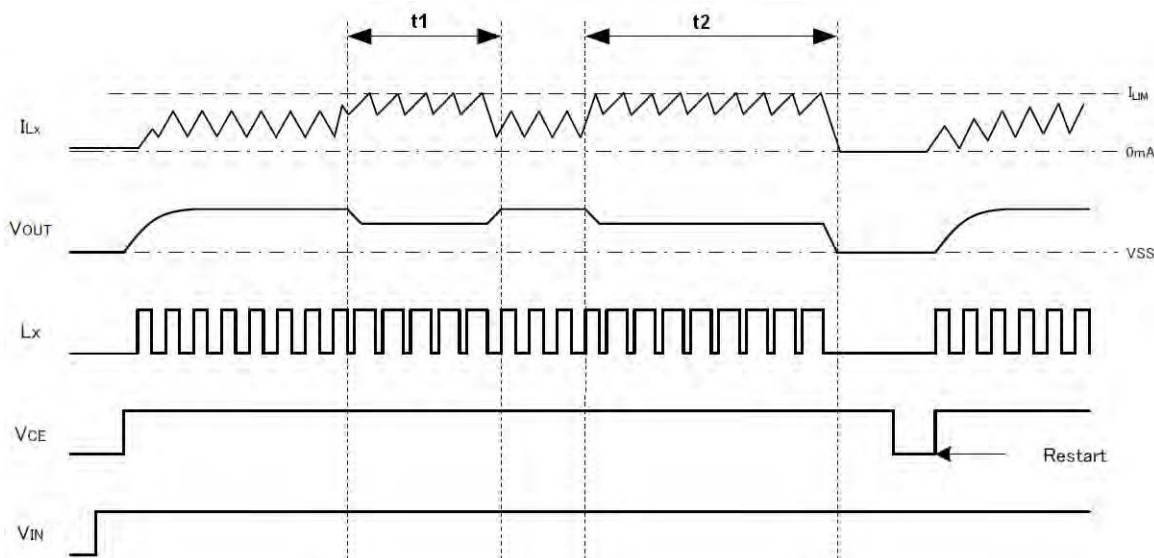 t1
t2
ILx
ILIM
0mA
VOUT
VSS
Lx
VCE
Restart
VIN